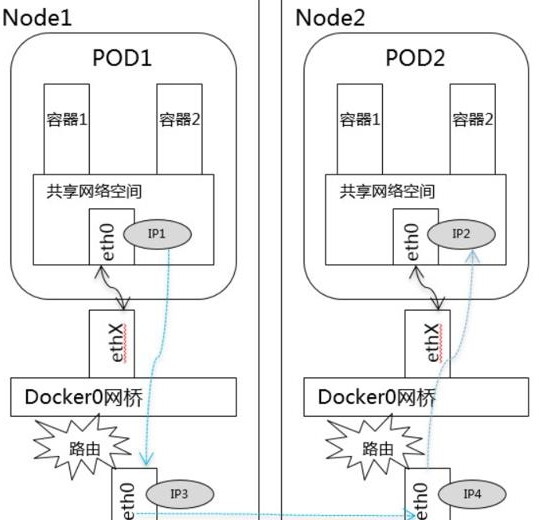 Node1
POD1
容器1
容器2
共享网络空间
eth0
IP1
ethX
Docker0网桥
路由
eth0
IP3
Node2
POD2
容器1
容器2
共享网络空间
eth0
IP2
ethX
Docker0网桥
路由
eth0
IP4